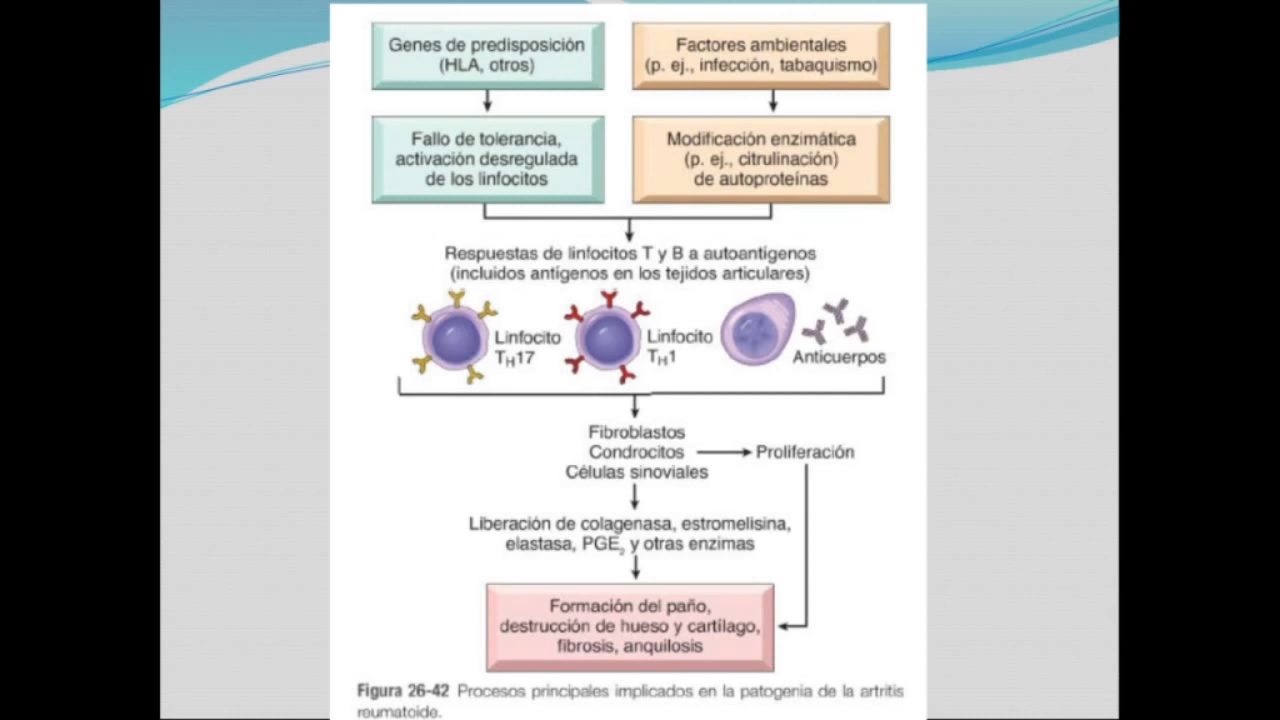 Genes de predisposición
(HLA, otros)
Factores ambientales
(p. ej., infección, tabaquismo)
Fallo de tolerancia,
activación desregulada
de los linfocitos
Modificación enzimática
(p. ej., citrulinación)
de autoproteínas
Respuestas de linfocitos T y B a autoantígenos
(incluidos antígenos en los tejidos articulares)
Linfocito
TH17
Linfocito
TH1
Anticuerpos
Fibroblastos
Condrocitos
Células sinoviales
Proliferación
Liberación de colagenasa, estromelisina,
elastasa, PGE2 y otras enzimas
Formación del paño,
destrucción de hueso y cartílago,
fibrosis, anquilosis
Figura 26-42 Procesos principales implicados en la patogenia de la artritis
reumatoide.